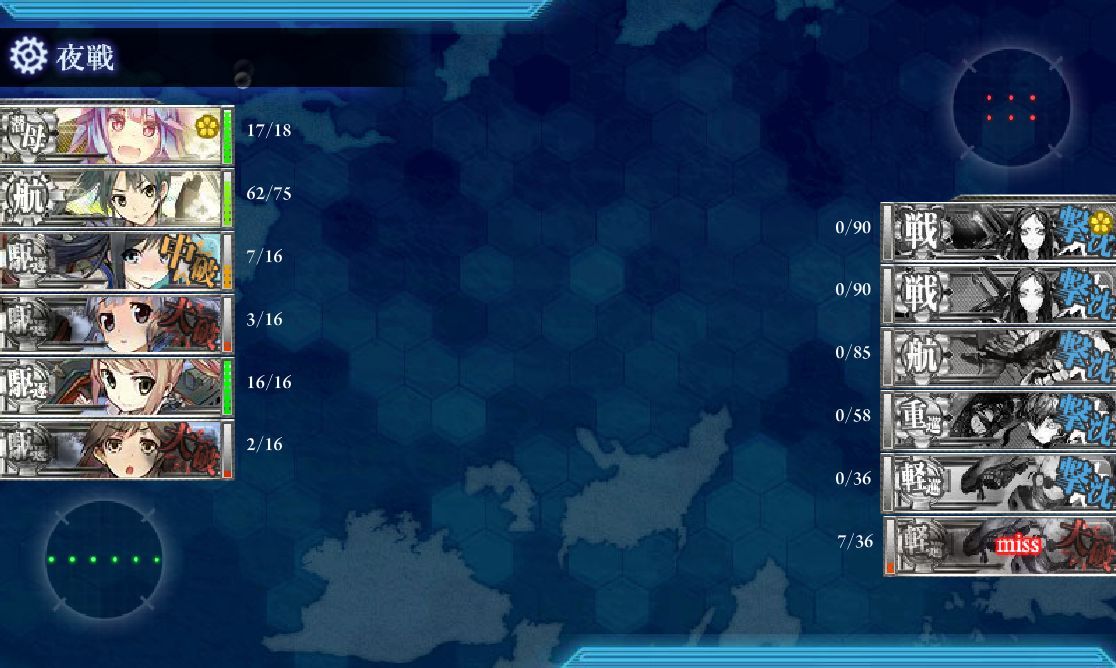 夜戦
潜母
17/18
航
62/75
駆逐
中破
7/16
駆逐
大破
3/16
駆逐
16/16
駆逐
大破
2/16
0/90
戦
撃沈
0/90
戦
撃沈
0/85
航
撃沈
0/58
重巡
撃沈
0/36
軽巡
撃沈
7/36
軽巡
miss
大破